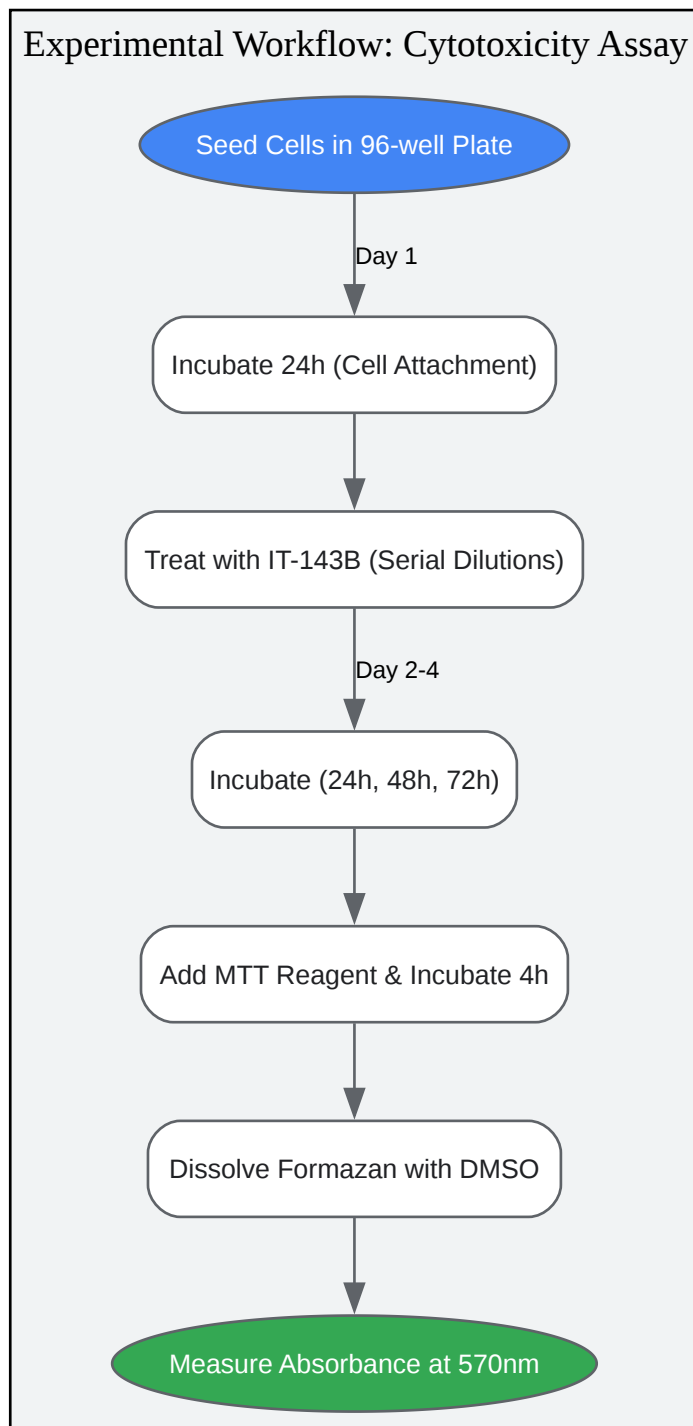 Experimental Workflow: Cytotoxicity Assay
Seed Cells in 96-well Plate
Day 1
Incubate 24h (Cell Attachment)
Treat with IT-143B (Serial Dilutions)
Day 2-4
Incubate (24h, 48h, 72h)
Add MTT Reagent & Incubate 4h
Dissolve Formazan with DMSO
Measure Absorbance at 570nm